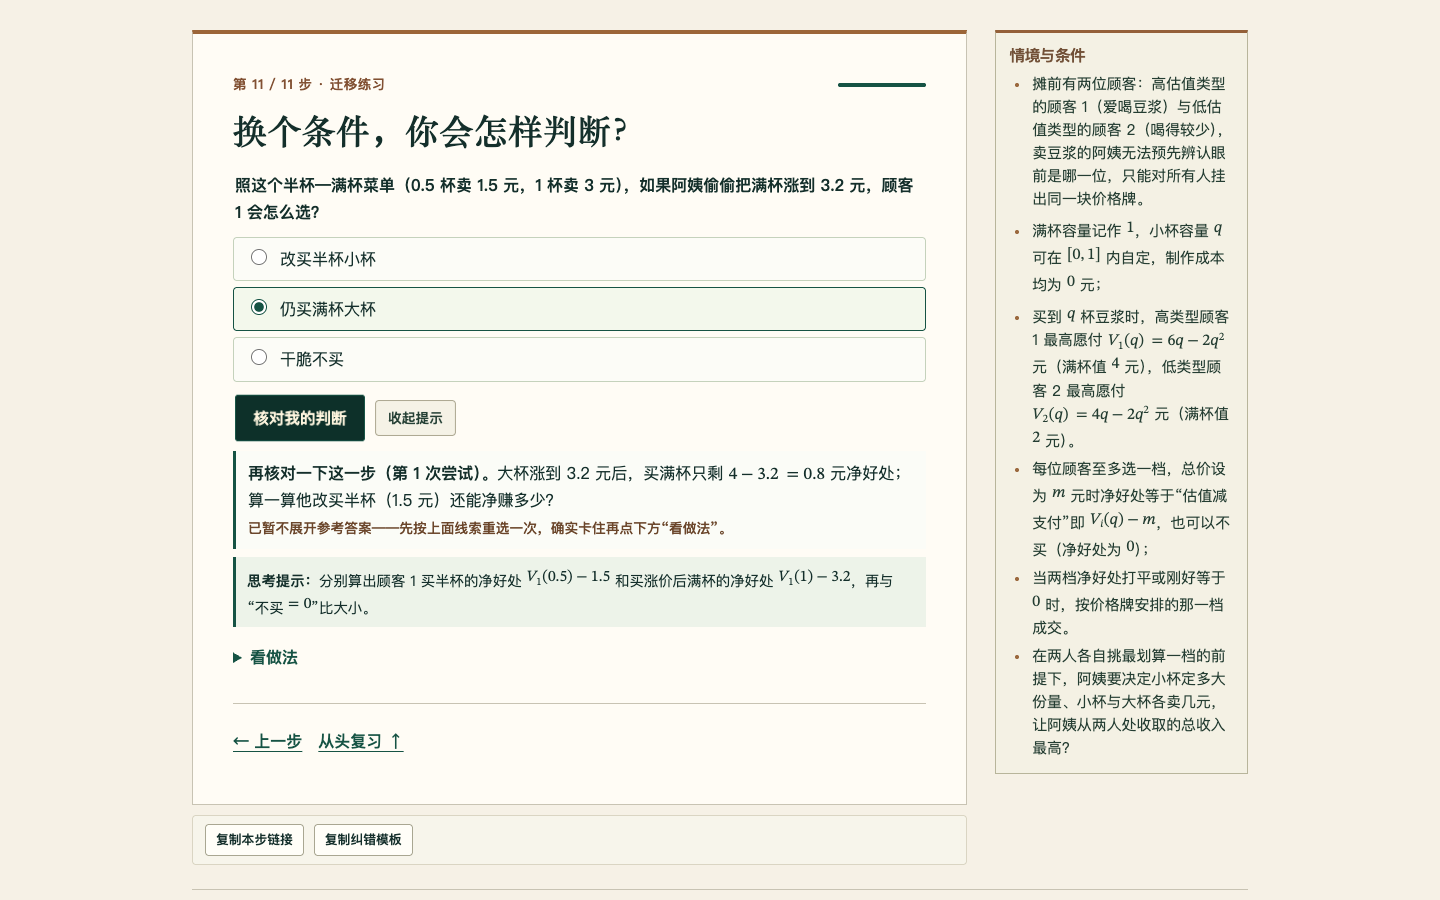 第 11 / 11 步 · 迁移练习
换个条件，你会怎样判断？
照这个半杯—满杯菜单（0.5 杯卖 1.5 元，1 杯卖 3 元），如果阿姨偷偷把满杯涨到 3.2 元，顾客
1 会怎么选？
改买半杯小杯
仍买满杯大杯
干脆不买
核对我的判断
收起提示
再核对一下这一步（第 1 次尝试）。大杯涨到 3.2 元后，买满杯只剩 4 − 3.2 = 0.8 元净好处；
算一算他改买半杯（1.5 元）还能净赚多少？
已暂不展开参考答案——先按上面线索重选一次，确实卡住再点下方“看做法”。
思考提示：分别算出顾客 1 买半杯的净好处 V₁(0.5) − 1.5 和买涨价后满杯的净好处 V₁(1) − 3.2，再与
“不买 = 0”比大小。
▶ 看做法
← 上一步 从头复习 ↑
复制本步链接
复制纠错模板
情境与条件
• 摊前有两位顾客：高估值类型
的顾客 1（爱喝豆浆）与低估
值类型的顾客 2（喝得较少），
卖豆浆的阿姨无法预先辨认眼
前是哪一位，只能对所有人挂
出同一块价格牌。
• 满杯容量记作 1，小杯容量 q
可在 [0, 1] 内自定，制作成本
均为 0 元；
• 买到 q 杯豆浆时，高类型顾客
1 最高愿付 V₁(q) = 6q − 2q²
元（满杯值 4 元），低类型顾
客 2 最高愿付
V₂(q) = 4q − 2q² 元（满杯值
2 元）。
• 每位顾客至多选一档，总价设
为 m 元时净好处等于“估值减
支付”即 Vᵢ(q) − m，也可以不
买（净好处为 0）；
• 当两档净好处打平或刚好等于
0 时，按价格牌安排的那一档
成交。
• 在两人各自挑最划算一档的前
提下，阿姨要决定小杯定多大
份量、小杯与大杯各卖几元，
让阿姨从两人处收取的总收入
最高？